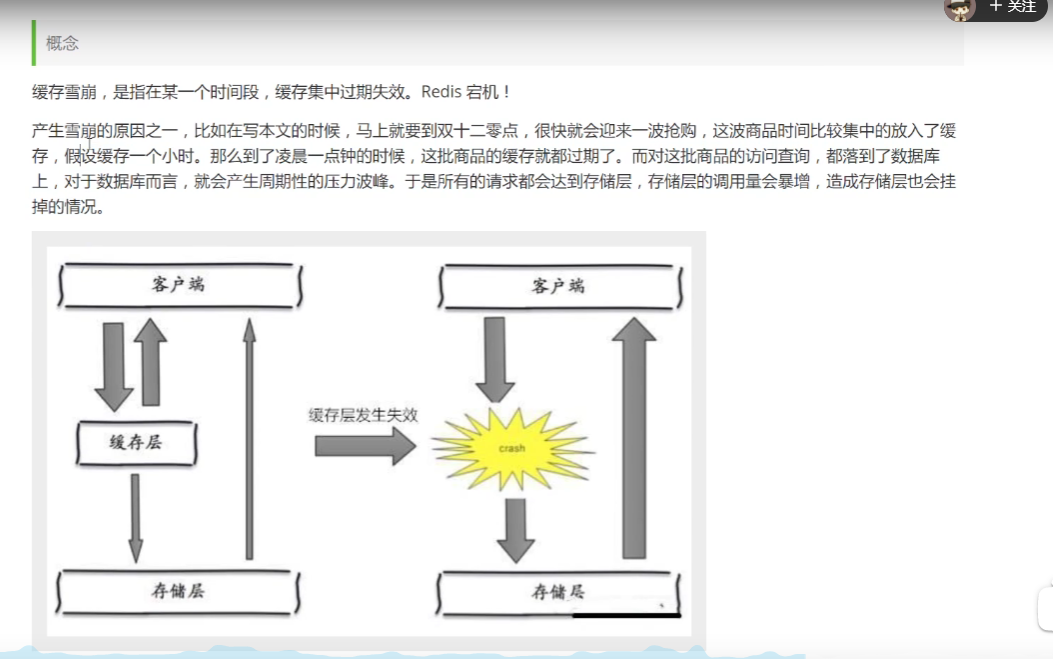 + 关注
概念
缓存雪崩，是指在某一个时间段，缓存集中过期失效。Redis 宕机！
产生雪崩的原因之一，比如在写本文的时候，马上就要到双十二零点，很快就会迎来一波抢购，这波商品时间比较集中的放入了缓
存，假设缓存一个小时。那么到了凌晨一点钟的时候，这批商品的缓存就都过期了。而对这批商品的访问查询，都落到了数据库
上，对于数据库而言，就会产生周期性的压力波峰。于是所有的请求都会达到存储层，存储层的调用量会暴增，造成存储层也会挂
掉的情况。
客户端
客户端
缓存层发生失效
缓存层
crash
存储层
存储层